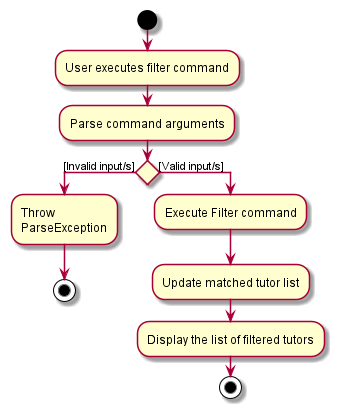 User executes filter command
Parse command arguments
[Invalid input/s]
[Valid input/s]
Throw
ParseException
Execute Filter command
Update matched tutor list
Display the list of filtered tutors